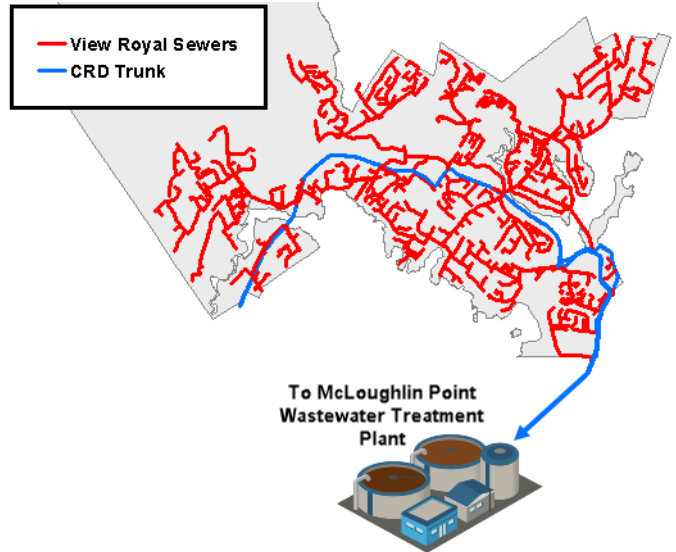 View Royal Sewers
CRD Trunk
To McLoughlin Point
Wastewater Treatment
Plant